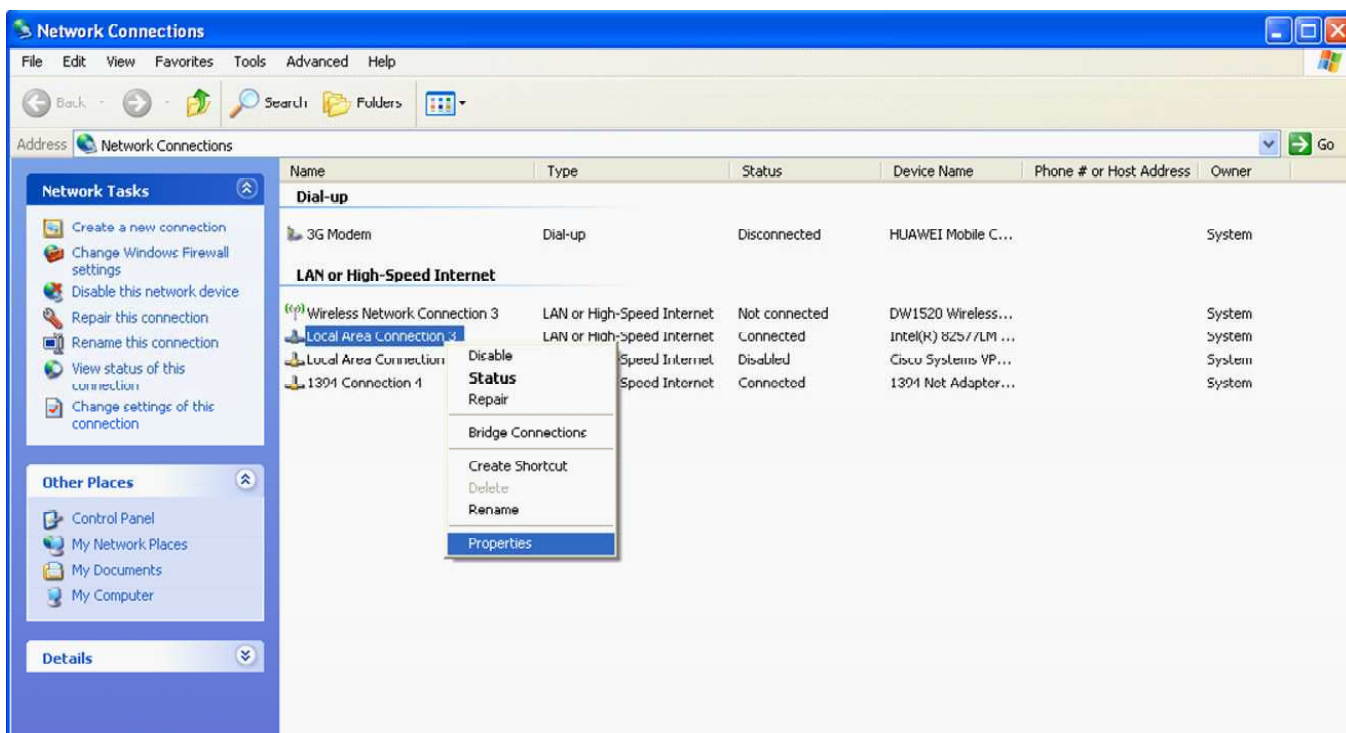 Network Connections
File Edit View Favorites Tools Advanced Help
Back Search Folders
Address Network Connections Go
Network Tasks
Create a new connection
Change Windows Firewall
settings
Disable this network device
Repair this connection
Rename this connection
View status of this
connection
Change settings of this
connection
Other Places
Control Panel
My Network Places
My Documents
My Computer
Details
Name Type Status Device Name Phone # or Host Address Owner
Dial-up
3G Modem Dial-up Disconnected HUAWEI Mobile C... System
LAN or High-Speed Internet
Wireless Network Connection 3 LAN or High-Speed Internet Not connected DW1520 Wireless... System
Local Area Connection 3 LAN or High-Speed Internet Connected Intel(R) 82577LM ... System
Local Area Connection Speed Internet Disabled Cisco Systems VP... System
1394 Connection 4 Speed Internet Connected 1394 Net Adapter... System
Disable
Status
Repair
Bridge Connections
Create Shortcut
Delete
Rename
Properties